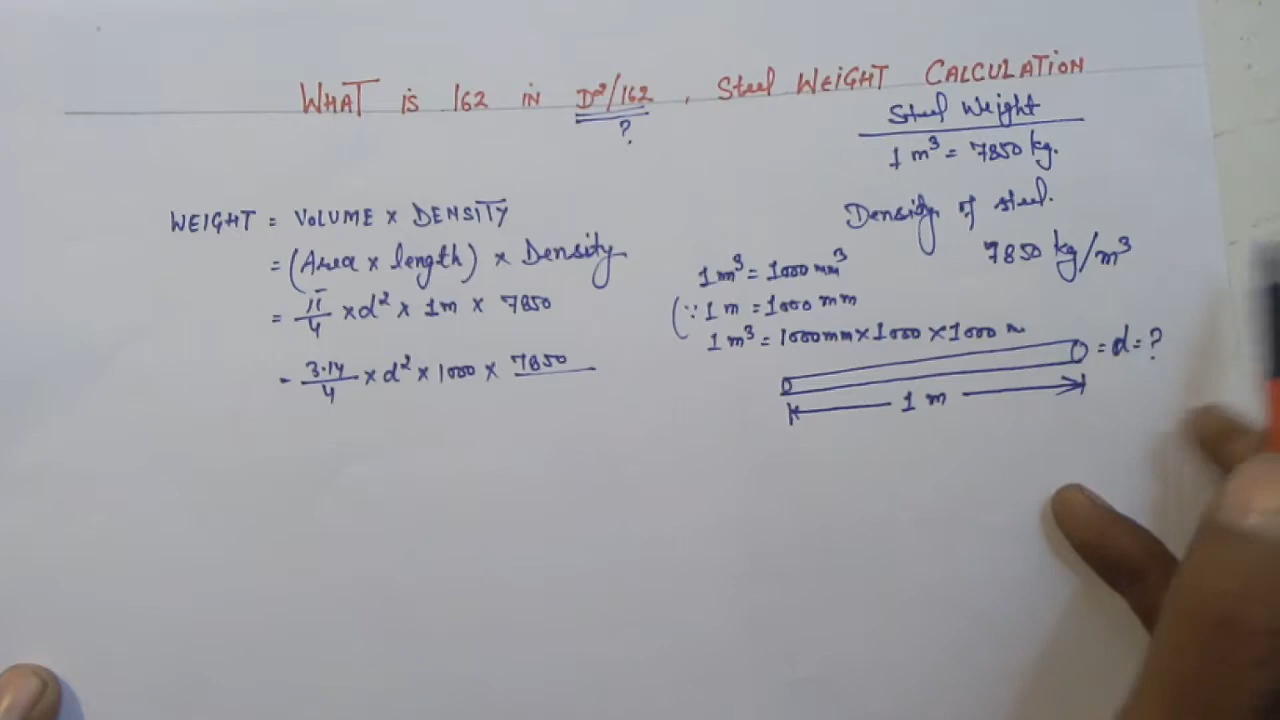 WHAT is 162 in D²/162, Steel WEIGHT CALCULATION
?
Steel Weight
1 m³ = 7850 kg.
Density of steel.
7850 kg/m³
WEIGHT = VOLUME × DENSITY
= (Area × length) × Density
= π/4 × d² × 1m × 7850
= 3.14/4 × d² × 1000 × 7850
1m³ = 1000 mm³
(∵ 1 m = 1000 mm
1 m³ = 1000mm × 1000 × 1000 m
= d = ?
1 m